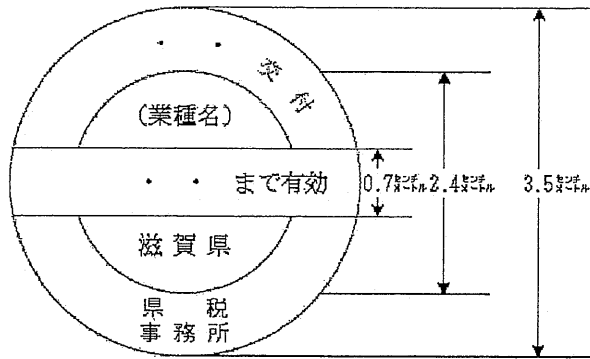 ・ ・ 受付
(業種名)
・ ・ まで有効
0.7センチメートル
2.4センチメートル
3.5センチメートル
滋賀県
県 税
事務所